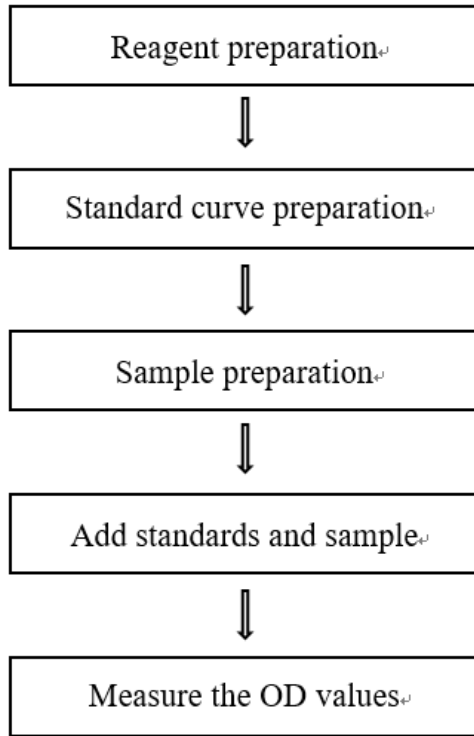 Reagent preparation
Standard curve preparation
Sample preparation
Add standards and sample
Measure the OD values